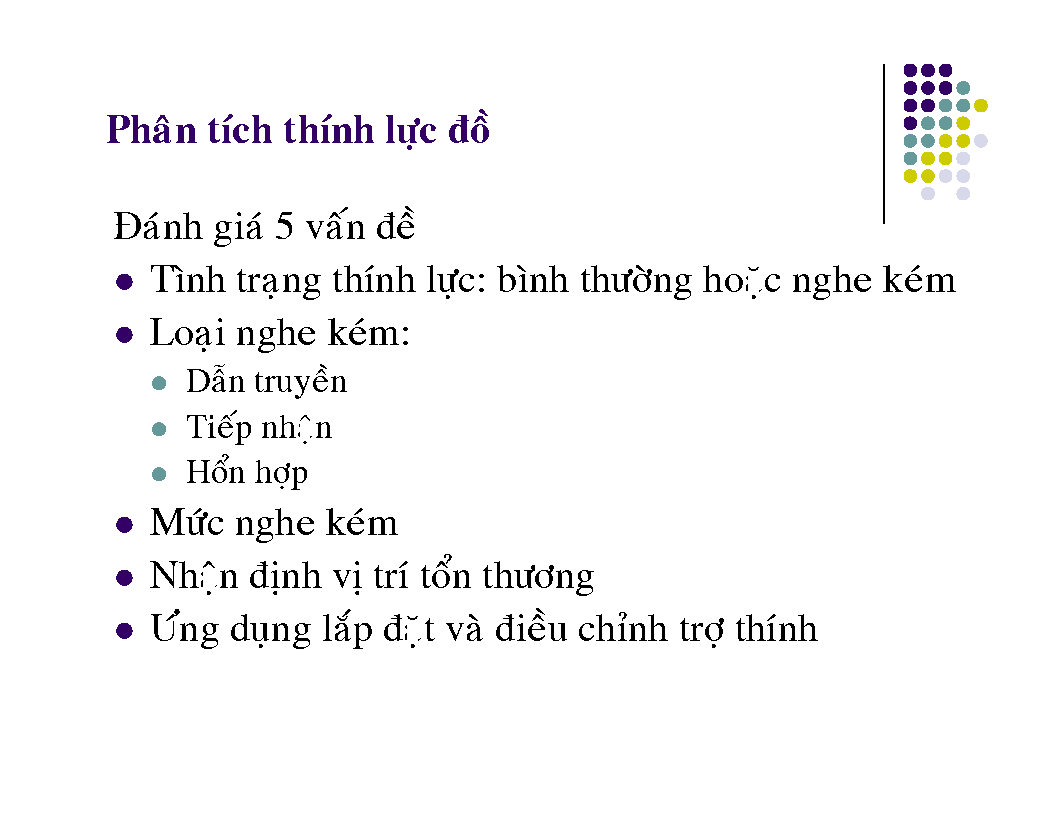 Phân tích thính lực đồ
Đánh giá 5 vấn đề
Tình trạng thính lực: bình thường hoặc nghe kém
Loại nghe kém:
Dẫn truyền
Tiếp nhận
Hổn hợp
Mức nghe kém
Nhận định vị trí tổn thương
Ứng dụng lắp đặt và điều chỉnh trợ thính